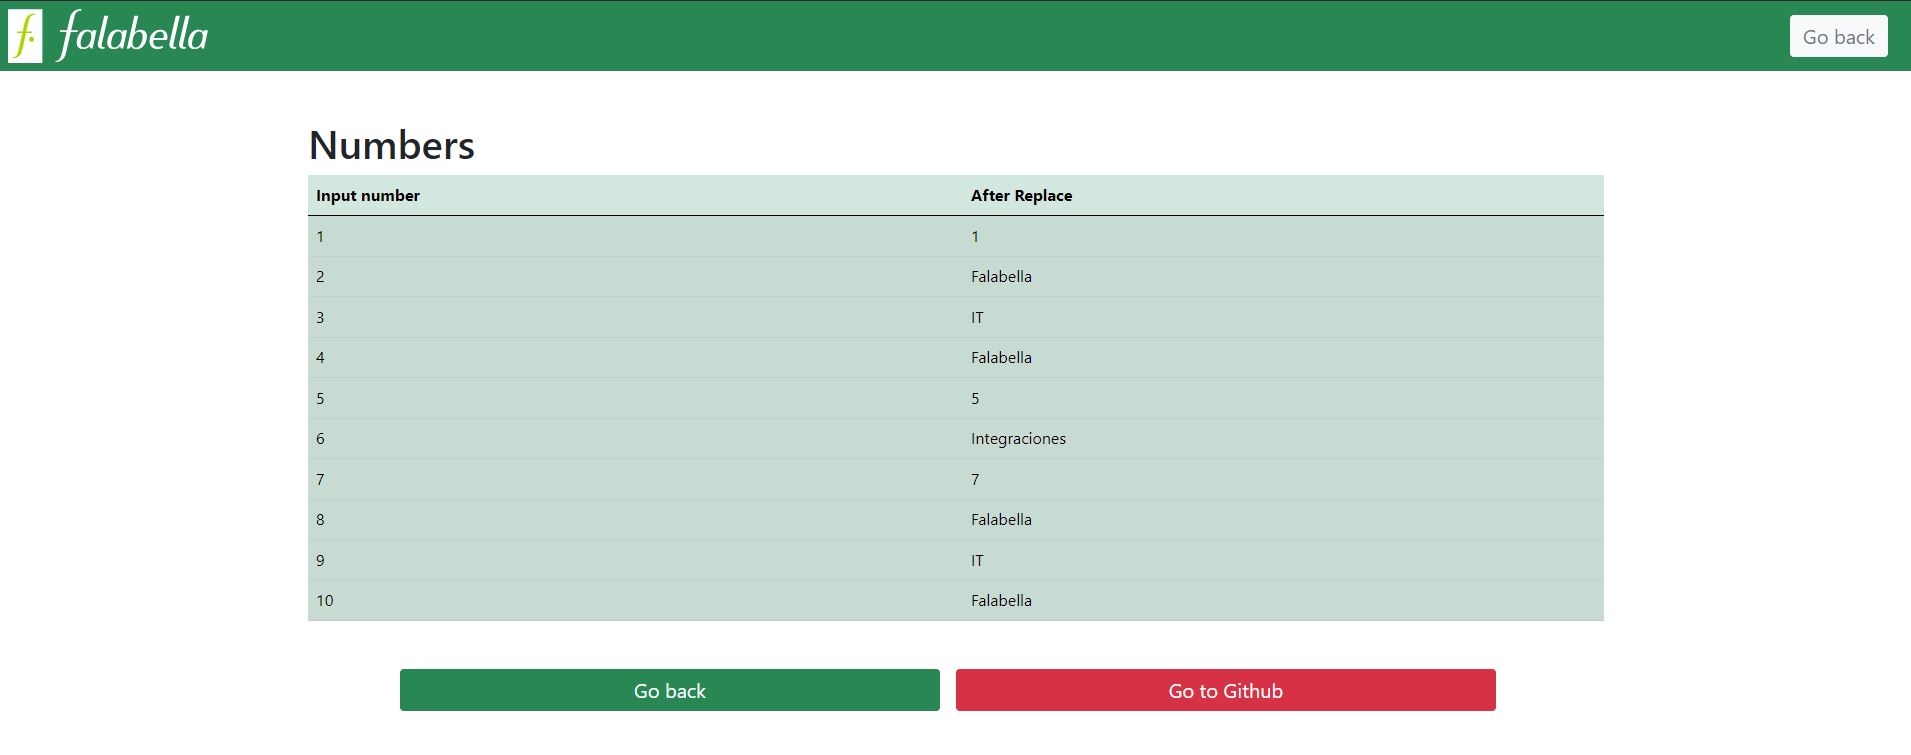 f. falabella Go back
Numbers
Input number After Replace
1 1
2 Falabella
3 IT
4 Falabella
5 5
6 Integraciones
7 7
8 Falabella
9 IT
10 Falabella
Go back Go to Github